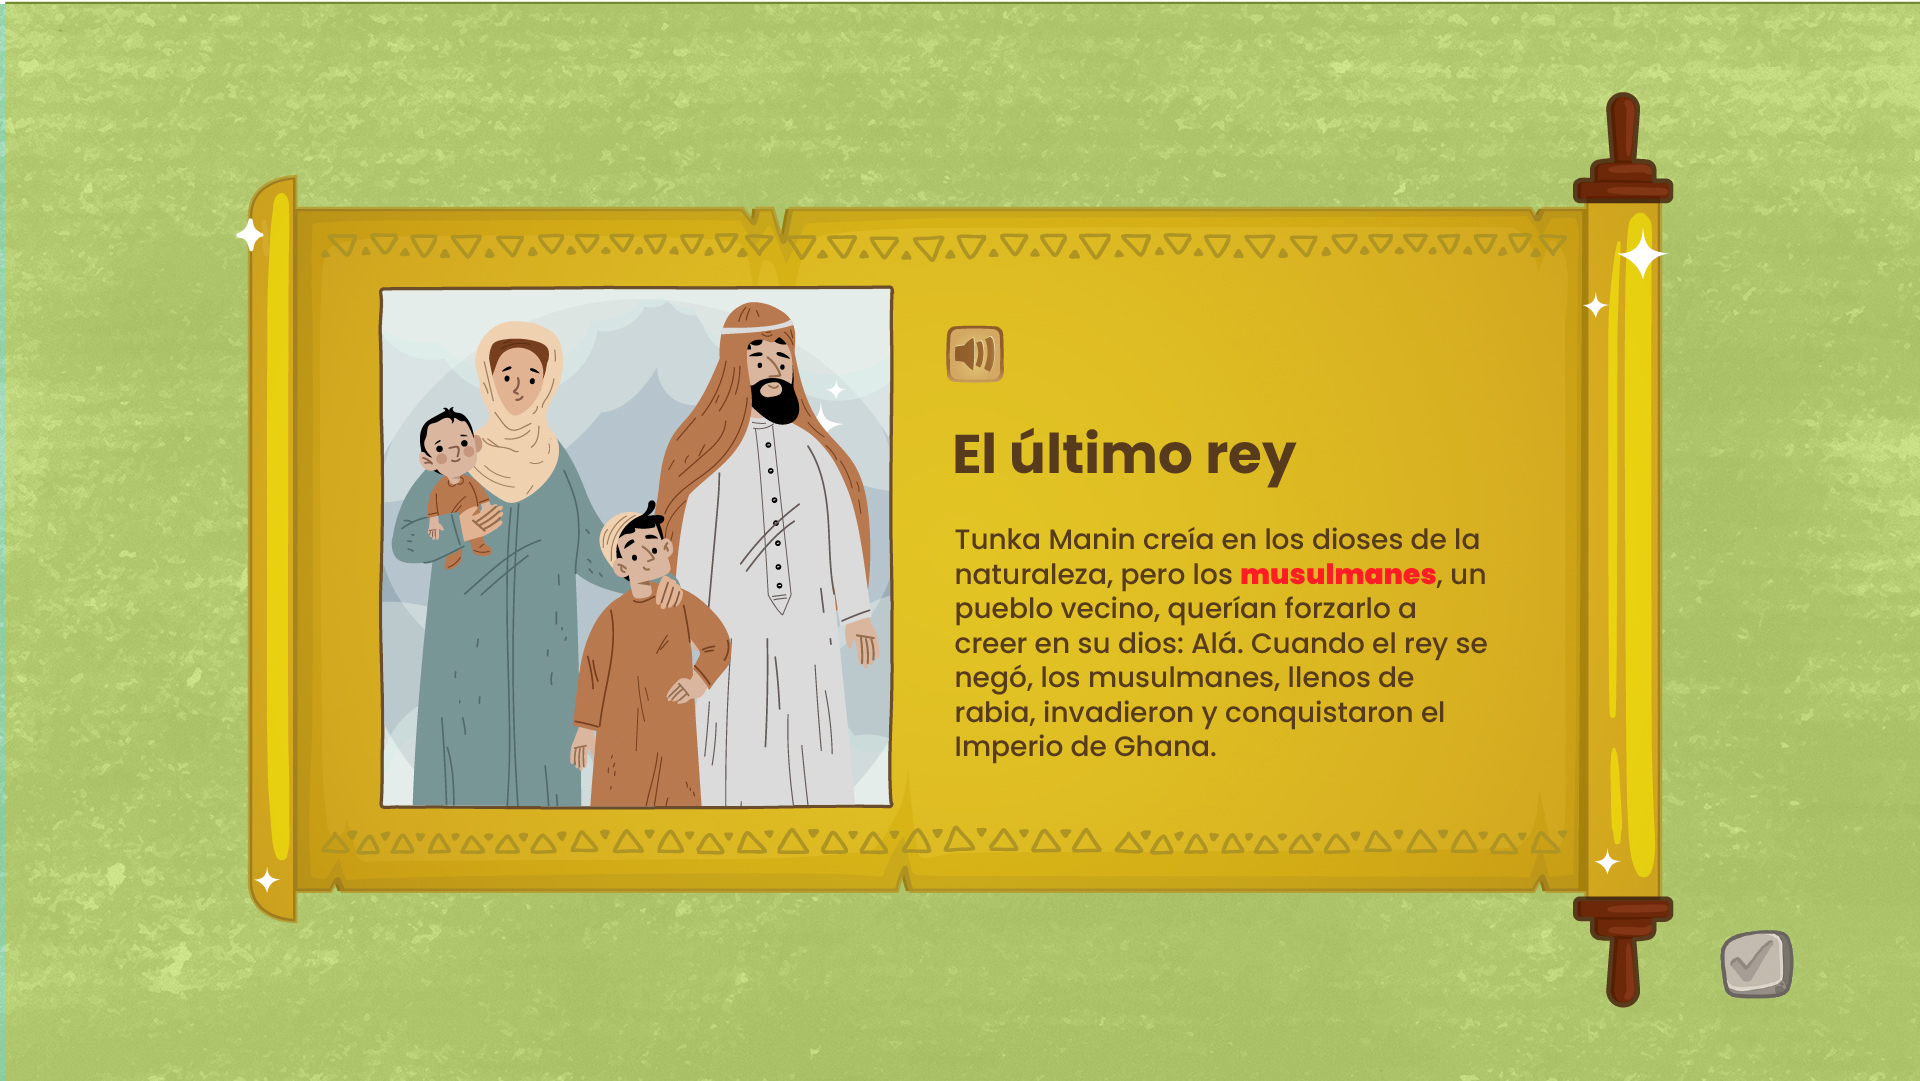 El último rey
Tunka Manin creía en los dioses de la
naturaleza, pero los musulmanes, un
pueblo vecino, querían forzarlo a
creer en su dios: Alá. Cuando el rey se
negó, los musulmanes, llenos de
rabia, invadieron y conquistaron el
Imperio de Ghana.